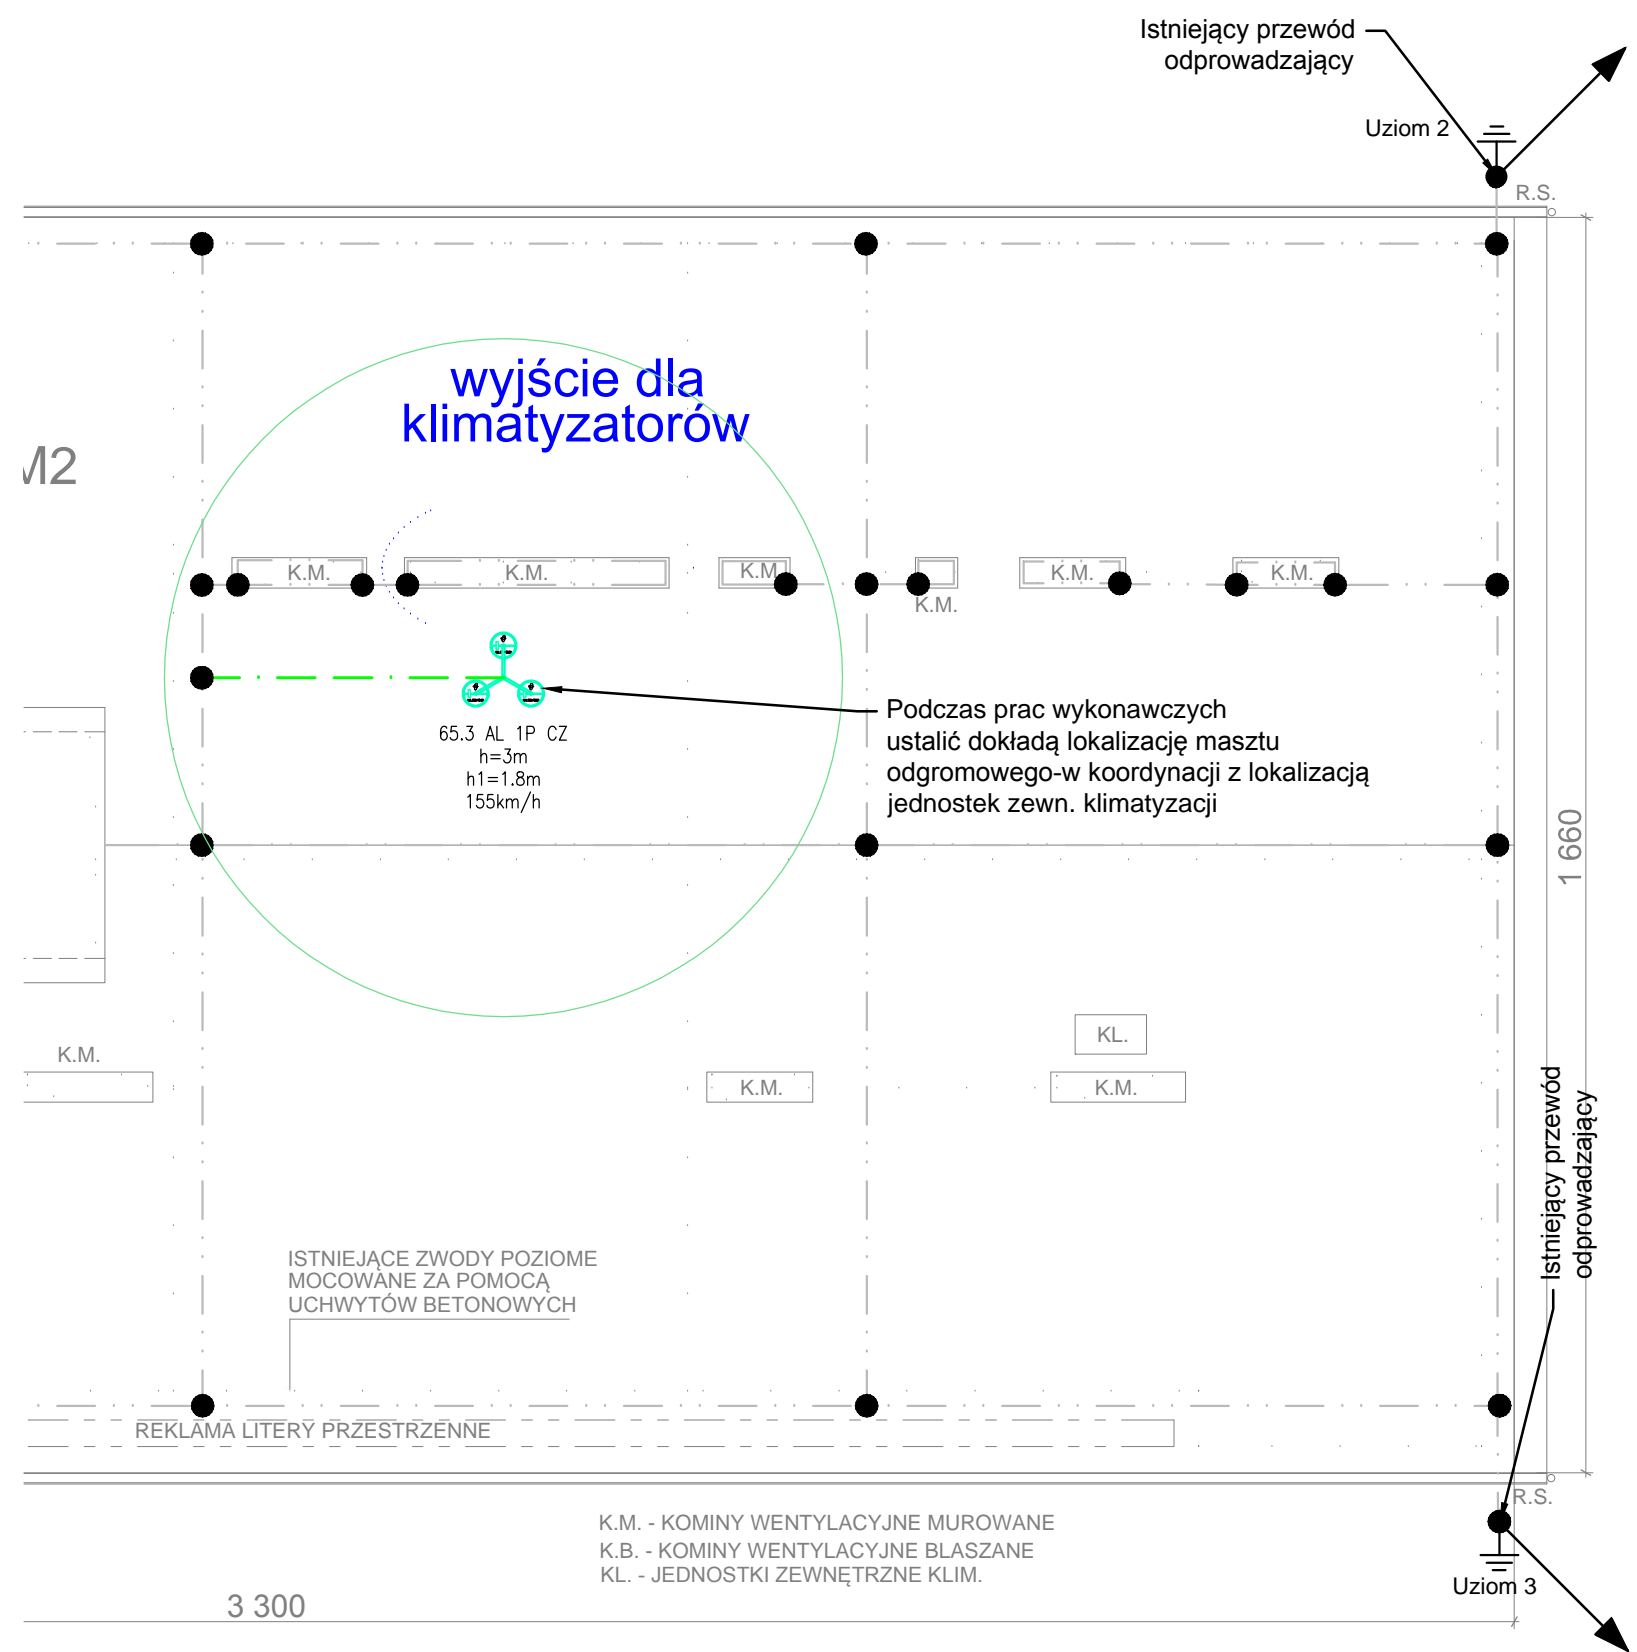 Istniejący przewód
odprowadzający
Uziom 2
R.S.
wyjście dla
klimatyzatorów
M2
K.M.
K.M.
K.M.
K.M.
K.M.
K.M.
65.3 AL 1P CZ
h=3m
h1=1.8m
155km/h
Podczas prac wykonawczych
ustalić dokładą lokalizację masztu
odgromowego-w koordynacji z lokalizacją
jednostek zewn. klimatyzacji
1 660
KL.
K.M.
K.M.
K.M.
Istniejący przewód
odprowadzający
ISTNIEJĄCE ZWODY POZIOME
MOCOWANE ZA POMOCĄ
UCHWYTÓW BETONOWYCH
REKLAMA LITERY PRZESTRZENNE
R.S.
K.M. - KOMINY WENTYLACYJNE MUROWANE
K.B. - KOMINY WENTYLACYJNE BLASZANE
KL. - JEDNOSTKI ZEWNĘTRZNE KLIM.
Uziom 3
3 300